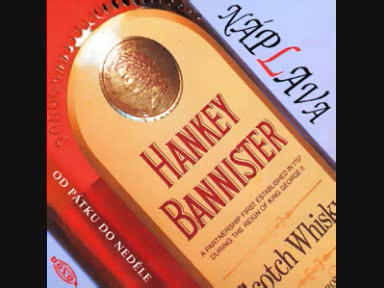 NÁPLAVA
HANKEY
BANNISTER
A PARTNERSHIP FIRST ESTABLISHED IN 1757
DURING THE REIGN OF KING GEORGE II
Scotch Whisky
OD PÁTKU DO NEDĚLE